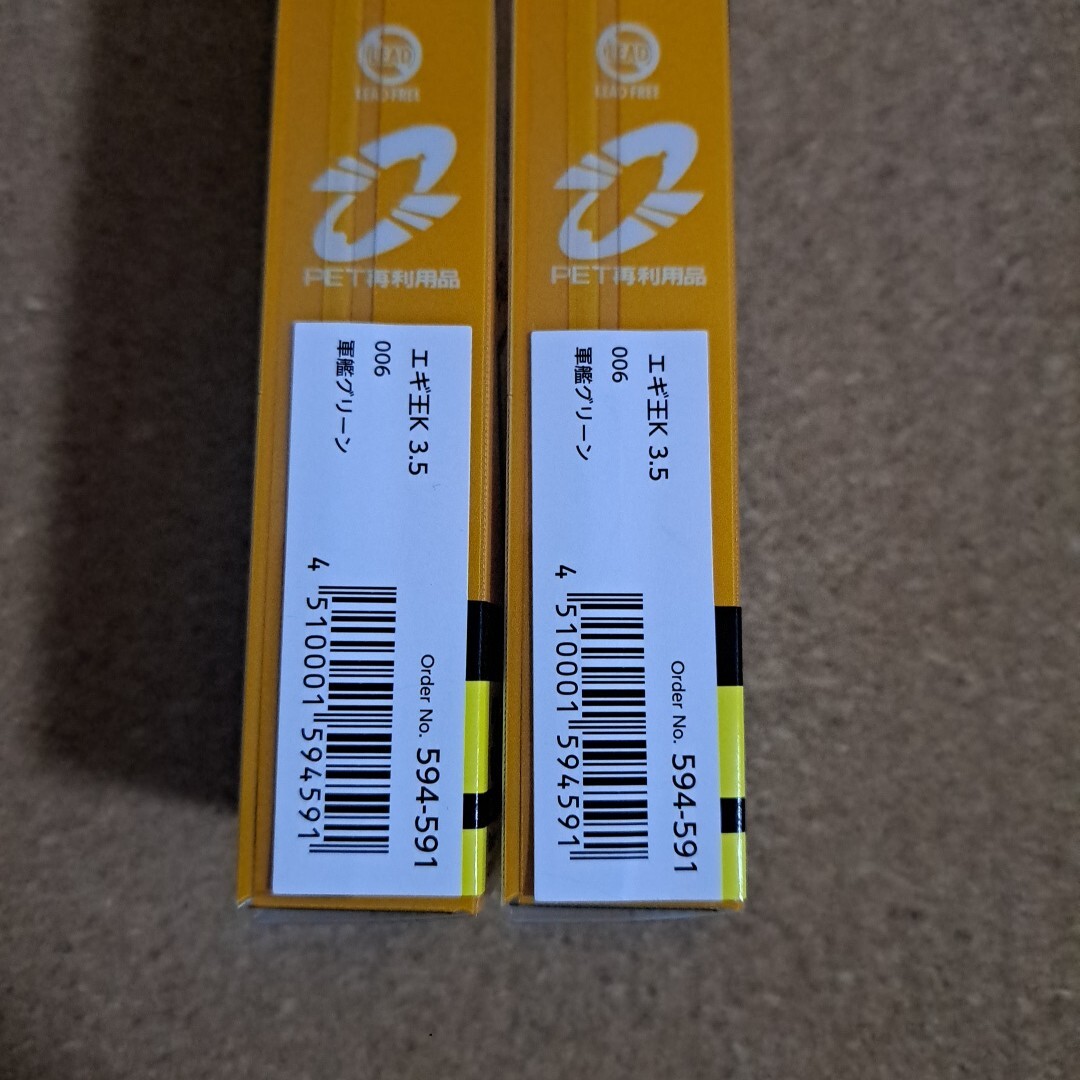 LEAD
LEAD FREE
PET再利用品
エギ王K 3.5
006
軍艦グリーン
4 510001 594591
Order No. 594-591
LEAD
LEAD FREE
PET再利用品
エギ王K 3.5
006
軍艦グリーン
4 510001 594591
Order No. 594-591